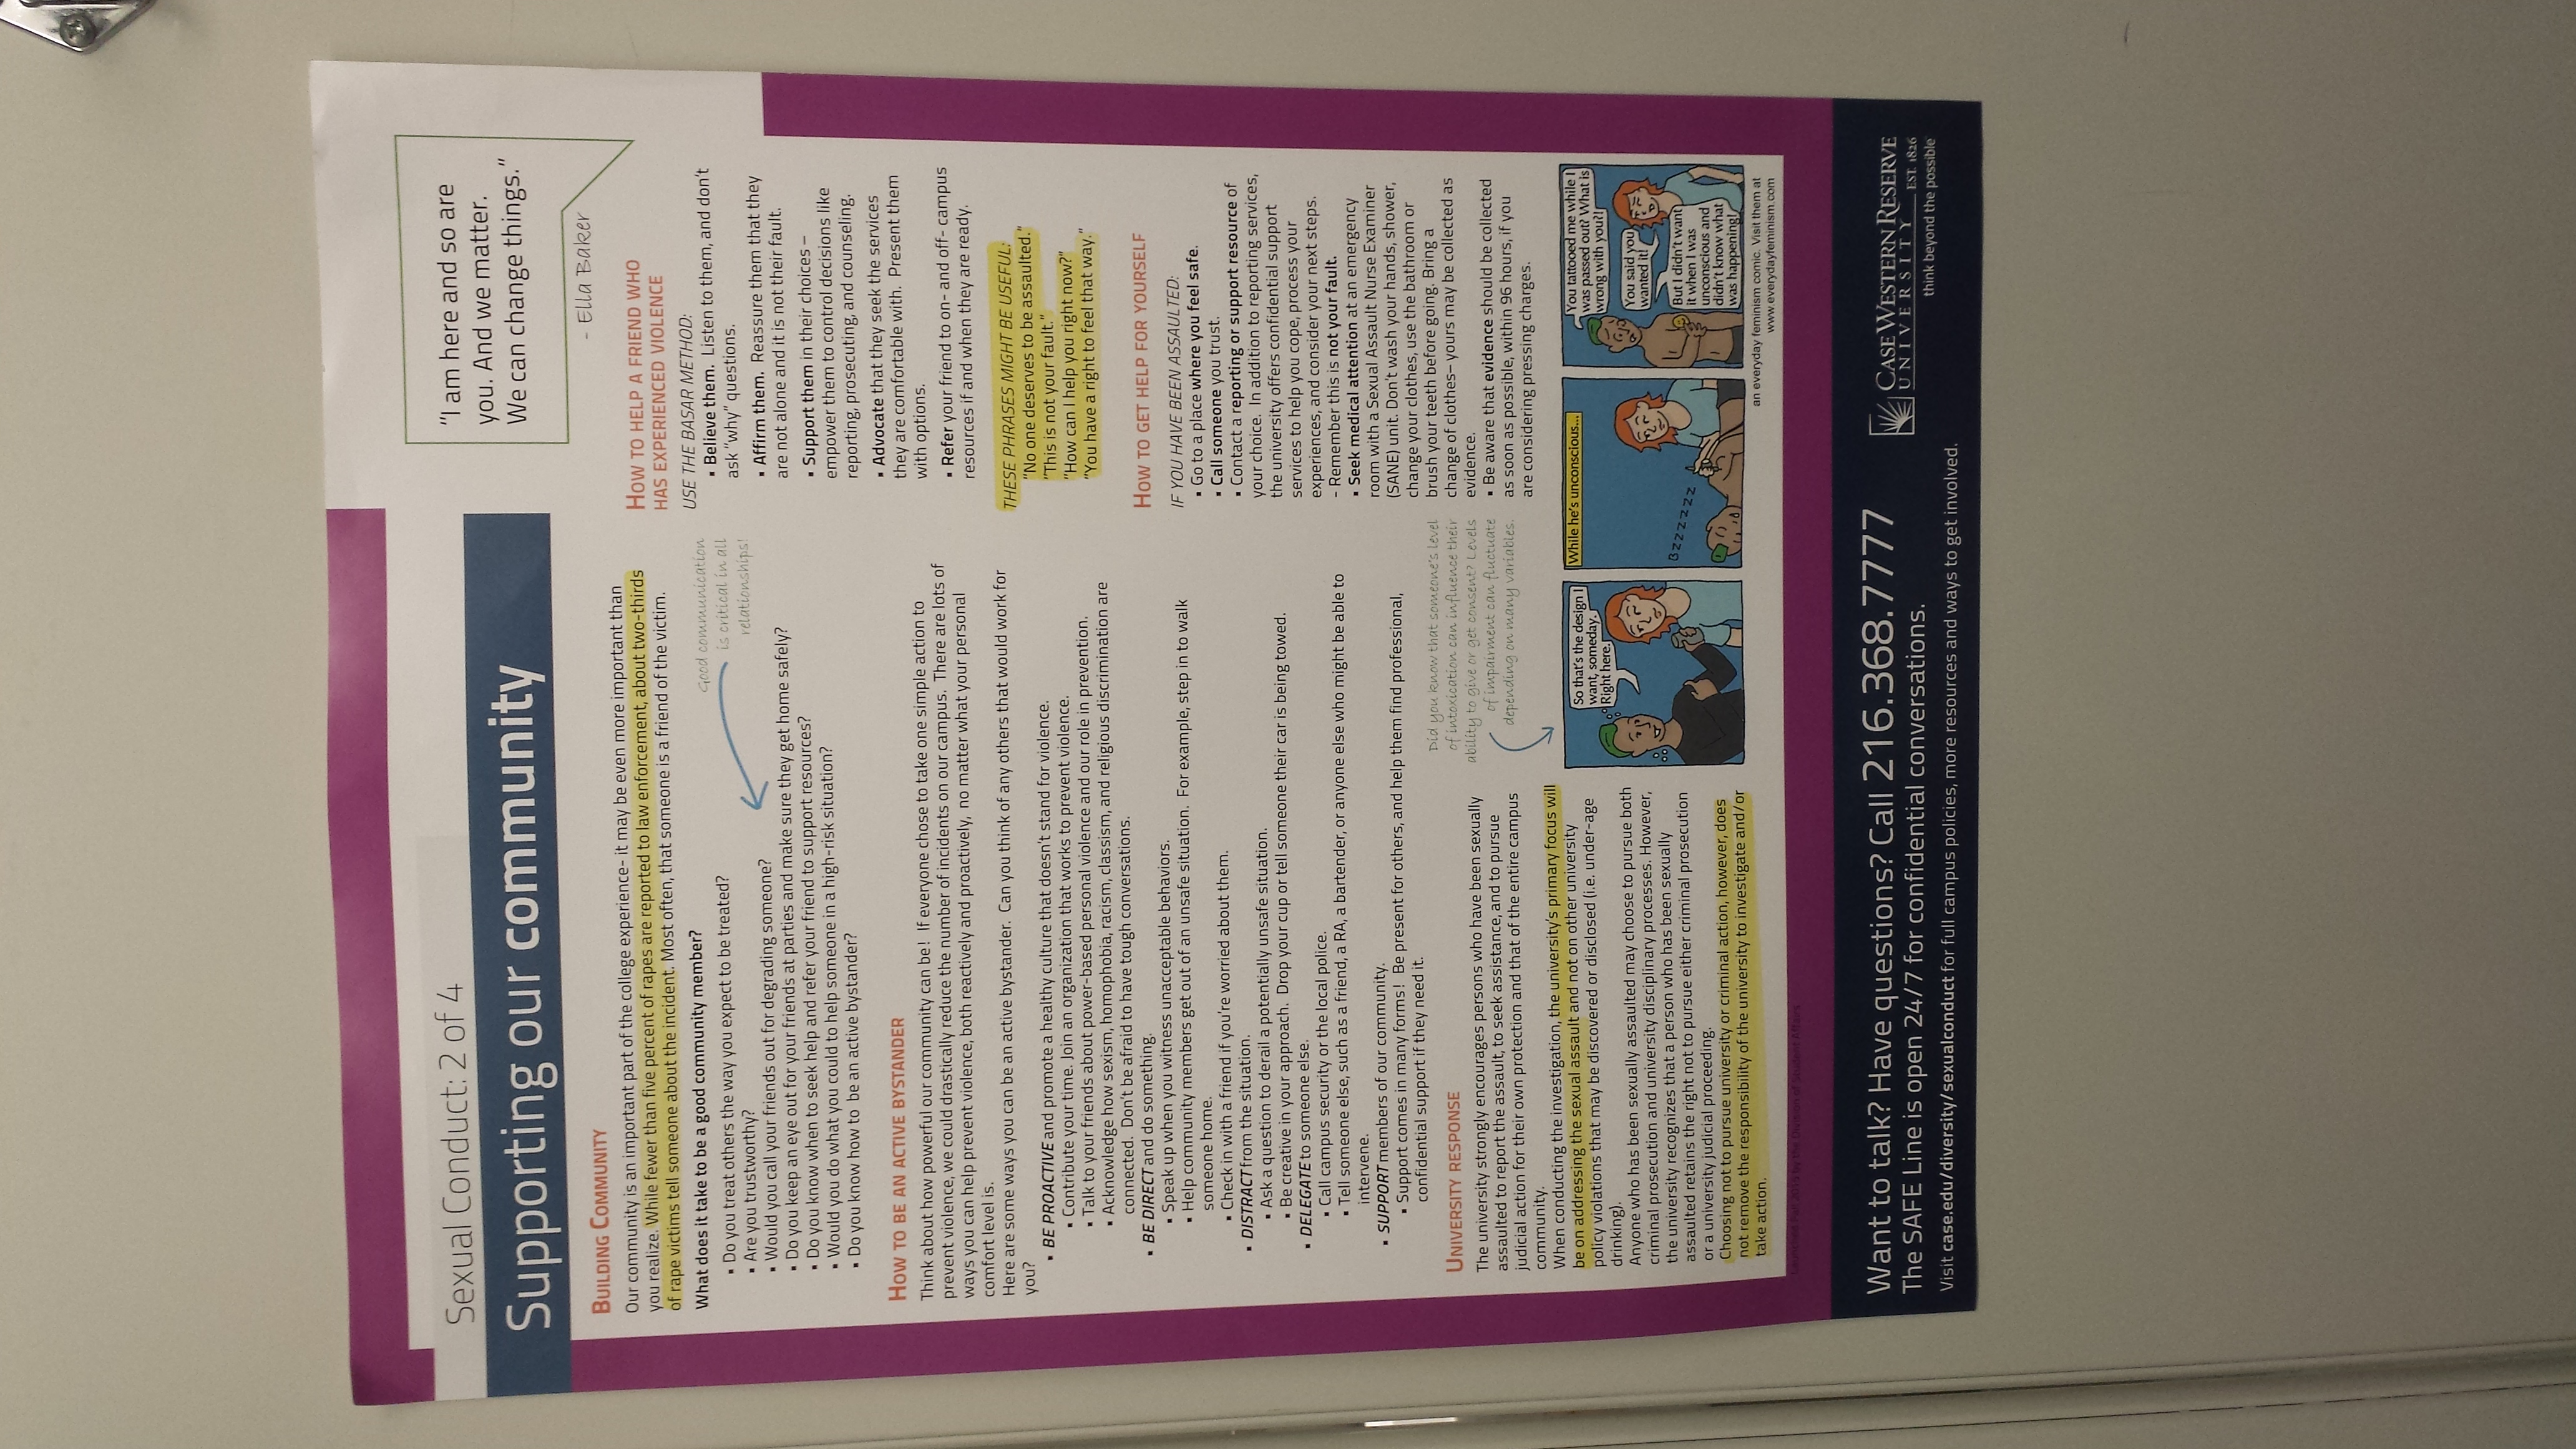 Sexual Conduct: 2 of 4
Supporting our community
"I am here and so are
you. And we matter.
We can change things."
- Ella Baker
BUILDING COMMUNITY
Our community is an important part of the college experience- it may be even more important than
you realize. While fewer than five percent of rapes are reported to law enforcement, about two-thirds
of rape victims tell someone about the incident. Most often, that someone is a friend of the victim.
What does it take to be a good community member?
▪ Do you treat others the way you expect to be treated?
▪ Are you trustworthy?
▪ Would you call your friends out for degrading someone?
▪ Do you keep an eye out for your friends at parties and make sure they get home safely?
▪ Do you know when to seek help and refer your friend to support resources?
▪ Would you do what you could to help someone in a high-risk situation?
▪ Do you know how to be an active bystander?
Good communication
is critical in all
relationships!
HOW TO BE AN ACTIVE BYSTANDER
Think about how powerful our community can be! If everyone chose to take one simple action to
prevent violence, we could drastically reduce the number of incidents on our campus. There are lots of
ways you can help prevent violence, both reactively and proactively, no matter what your personal
comfort level is.
Here are some ways you can be an active bystander. Can you think of any others that would work for
you?
▪ BE PROACTIVE and promote a healthy culture that doesn't stand for violence.
▪ Contribute your time. Join an organization that works to prevent violence.
▪ Talk to your friends about power-based personal violence and our role in prevention.
▪ Acknowledge how sexism, homophobia, racism, classism, and religious discrimination are
connected. Don't be afraid to have tough conversations.
▪ BE DIRECT and do something.
▪ Speak up when you witness unacceptable behaviors.
▪ Help community members get out of an unsafe situation. For example, step in to walk
someone home.
▪ Check in with a friend if you're worried about them.
▪ DISTRACT from the situation.
▪ Ask a question to derail a potentially unsafe situation.
▪ Be creative in your approach. Drop your cup or tell someone their car is being towed.
▪ DELEGATE to someone else.
▪ Call campus security or the local police.
▪ Tell someone else, such as a friend, a RA, a bartender, or anyone else who might be able to
intervene.
▪ SUPPORT members of our community.
▪ Support comes in many forms! Be present for others, and help them find professional,
confidential support if they need it.
UNIVERSITY RESPONSE
The university strongly encourages persons who have been sexually
assaulted to report the assault, to seek assistance, and to pursue
judicial action for their own protection and that of the entire campus
community.
When conducting the investigation, the university's primary focus will
be on addressing the sexual assault and not on other university
policy violations that may be discovered or disclosed (i.e. under-age
drinking).
Anyone who has been sexually assaulted may choose to pursue both
criminal prosecution and university disciplinary processes. However,
the university recognizes that a person who has been sexually
assaulted retains the right not to pursue either criminal prosecution
or a university judicial proceeding.
Choosing not to pursue university or criminal action, however, does
not remove the responsibility of the university to investigate and/or
take action.
Launched Fall 2015 by the Division of Student Affairs
HOW TO HELP A FRIEND WHO
HAS EXPERIENCED VIOLENCE
USE THE BASAR METHOD:
▪ Believe them. Listen to them, and don't
ask "why" questions.
▪ Affirm them. Reassure them that they
are not alone and it is not their fault.
▪ Support them in their choices –
empower them to control decisions like
reporting, prosecuting, and counseling.
▪ Advocate that they seek the services
they are comfortable with. Present them
with options.
▪ Refer your friend to on- and off- campus
resources if and when they are ready.
THESE PHRASES MIGHT BE USEFUL:
"No one deserves to be assaulted."
"This is not your fault."
"How can I help you right now?"
"You have a right to feel that way."
HOW TO GET HELP FOR YOURSELF
IF YOU HAVE BEEN ASSAULTED:
▪ Go to a place where you feel safe.
▪ Call someone you trust.
▪ Contact a reporting or support resource of
your choice. In addition to reporting services,
the university offers confidential support
services to help you cope, process your
experiences, and consider your next steps.
– Remember this is not your fault.
▪ Seek medical attention at an emergency
room with a Sexual Assault Nurse Examiner
(SANE) unit. Don't wash your hands, shower,
change your clothes, use the bathroom or
brush your teeth before going. Bring a
change of clothes– yours may be collected as
evidence.
▪ Be aware that evidence should be collected
as soon as possible, within 96 hours, if you
are considering pressing charges.
Did you know that someone's level
of intoxication can influence their
ability to give or get consent? Levels
of impairment can fluctuate
depending on many variables.
So that's the design I
want, someday.
Right here.
While he's unconscious...
BZZZZZZ
You tattooed me while I
was passed out? What is
wrong with you?!
You said you
wanted it!
But I didn't want
it when I was
unconscious and
didn't know what
was happening!
an everyday feminism comic. Visit them at
www.everydayfeminism.com
Want to talk? Have questions? Call 216.368.7777
The SAFE Line is open 24/7 for confidential conversations.
Visit case.edu/diversity/sexualconduct for full campus policies, more resources and ways to get involved.
CASE WESTERN RESERVE
UNIVERSITY EST. 1826
think beyond the possible